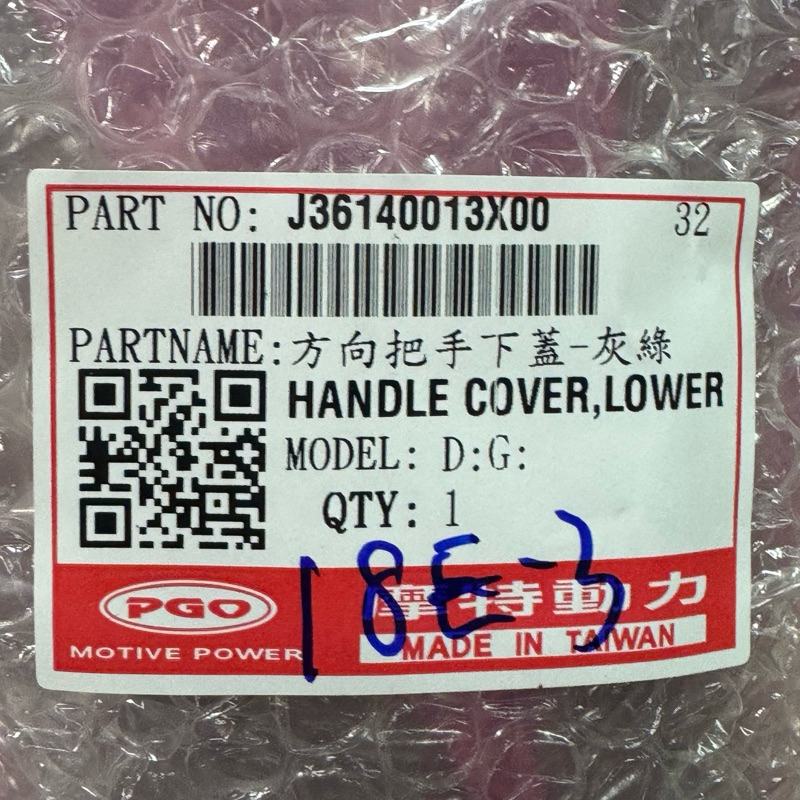 PART NO: J36140013X00 32
PARTNAME:方向把手下蓋-灰綠
HANDLE COVER,LOWER
MODEL: D:G:
QTY: 1
18E-3
PGO 摩特動力
MOTIVE POWER MADE IN TAIWAN